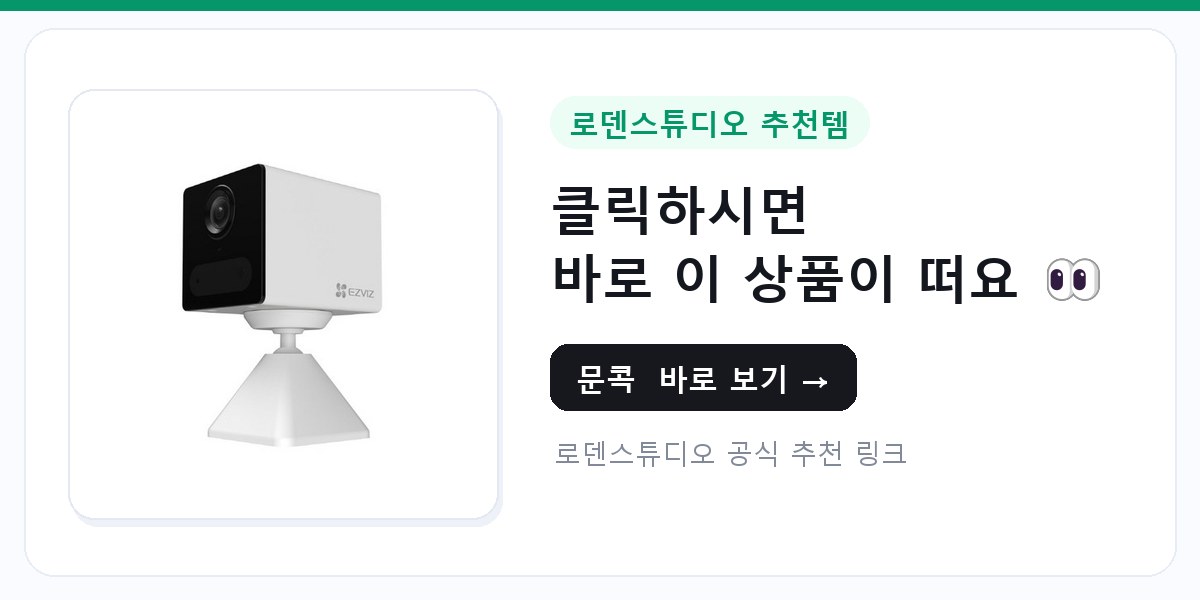 로덴스튜디오 추천템
클릭하시면
바로 이 상품이 떠요 👀
문콕 바로 보기 →
로덴스튜디오 공식 추천 링크
EZVIZ